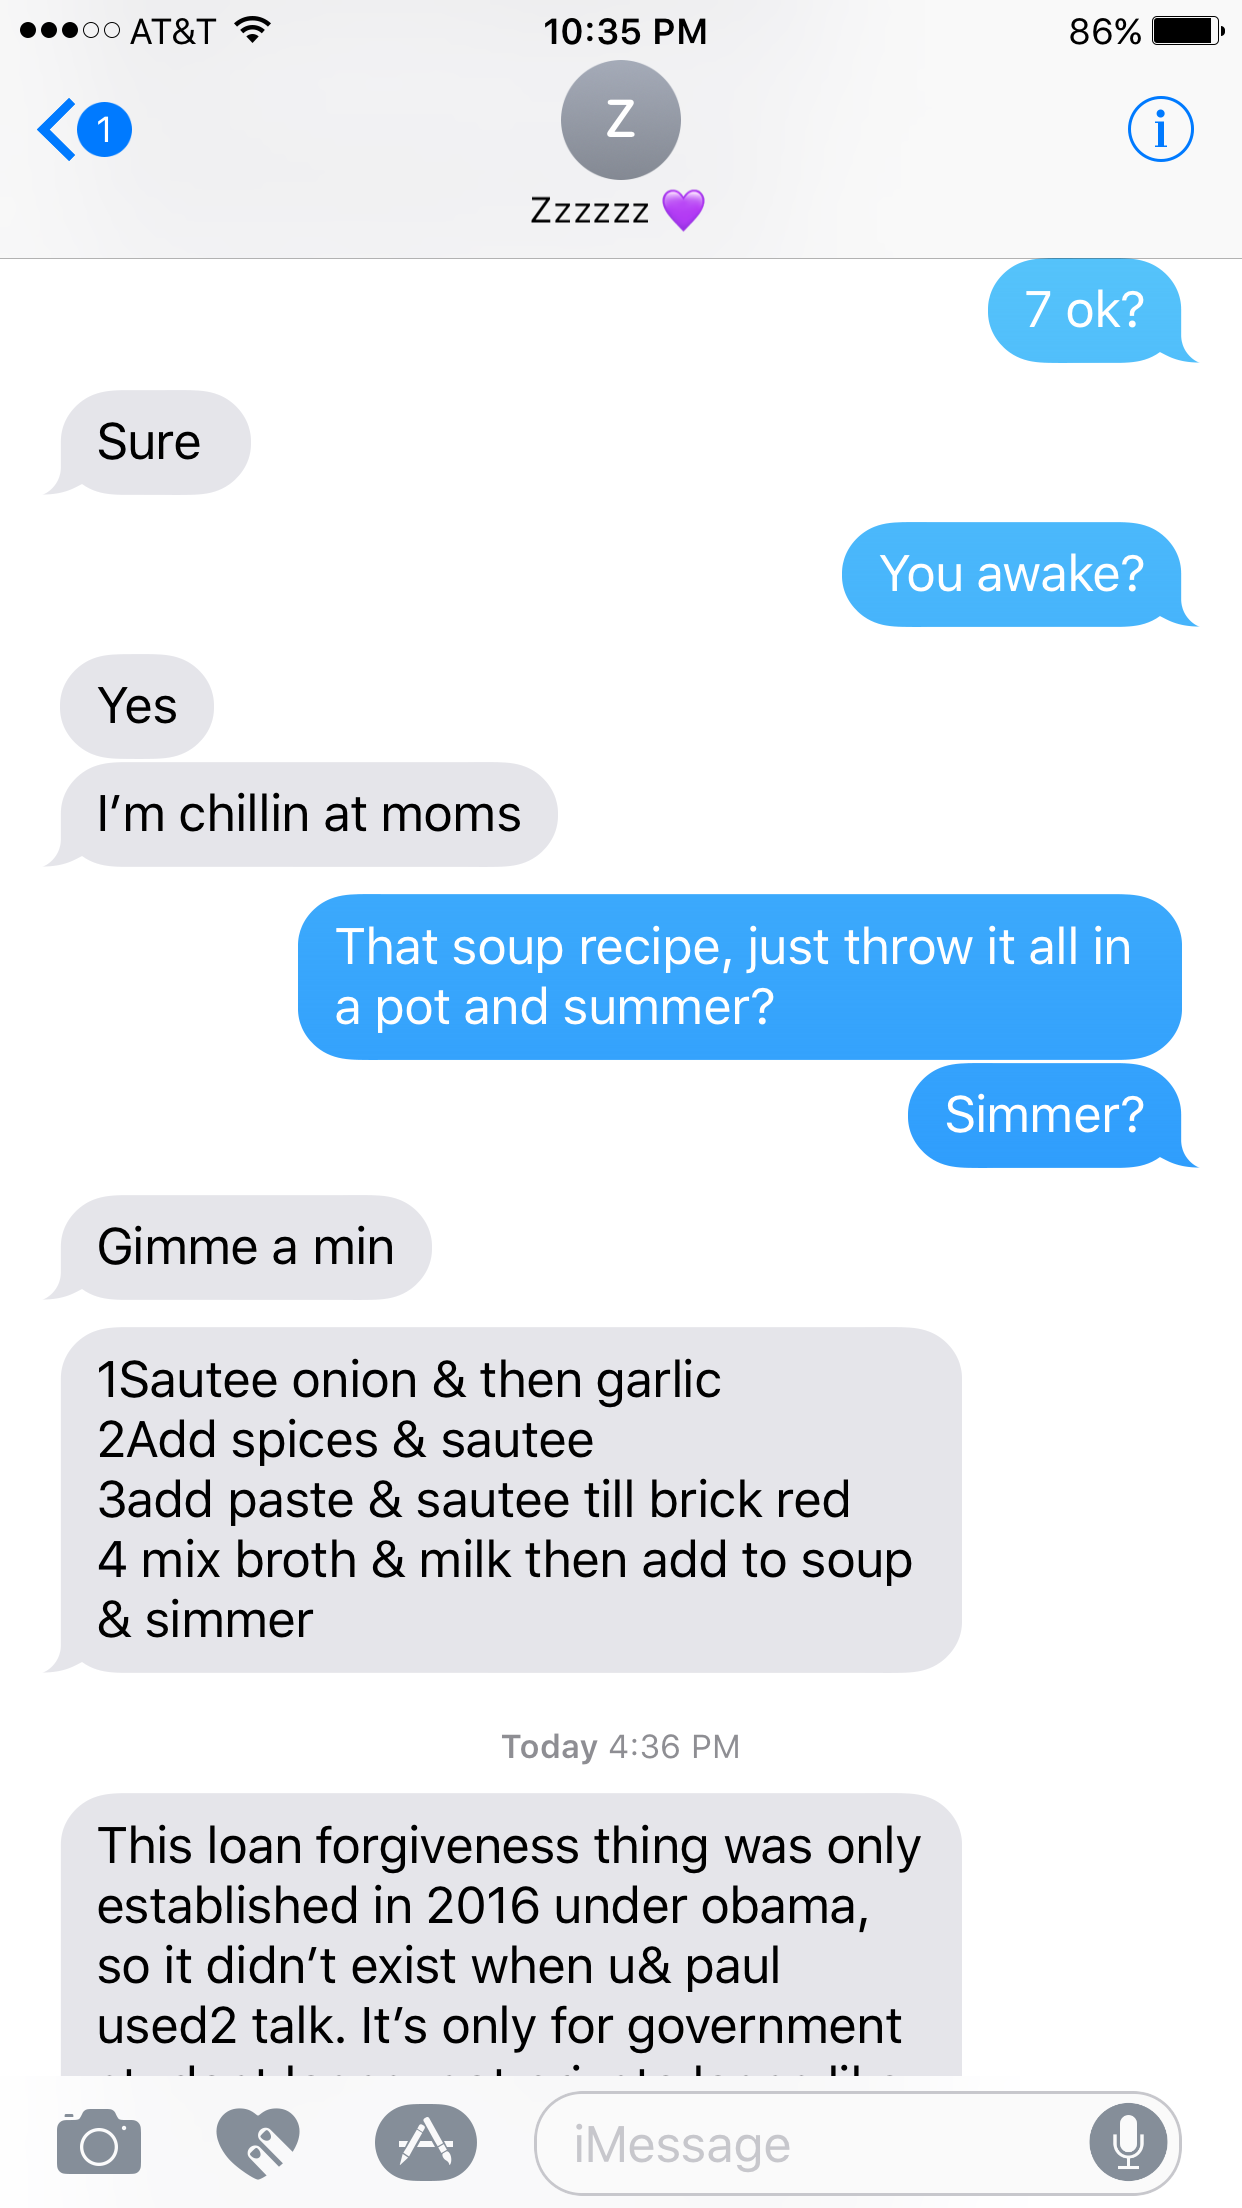 AT&T 10:35 PM 86%
1
Z
Zzzzzz 💜
7 ok?
Sure
You awake?
Yes
I’m chillin at moms
That soup recipe, just throw it all in
a pot and summer?
Simmer?
Gimme a min
1Sautee onion & then garlic
2Add spices & sautee
3add paste & sautee till brick red
4 mix broth & milk then add to soup
& simmer
Today 4:36 PM
This loan forgiveness thing was only
established in 2016 under obama,
so it didn’t exist when u& paul
used2 talk. It’s only for government
iMessage